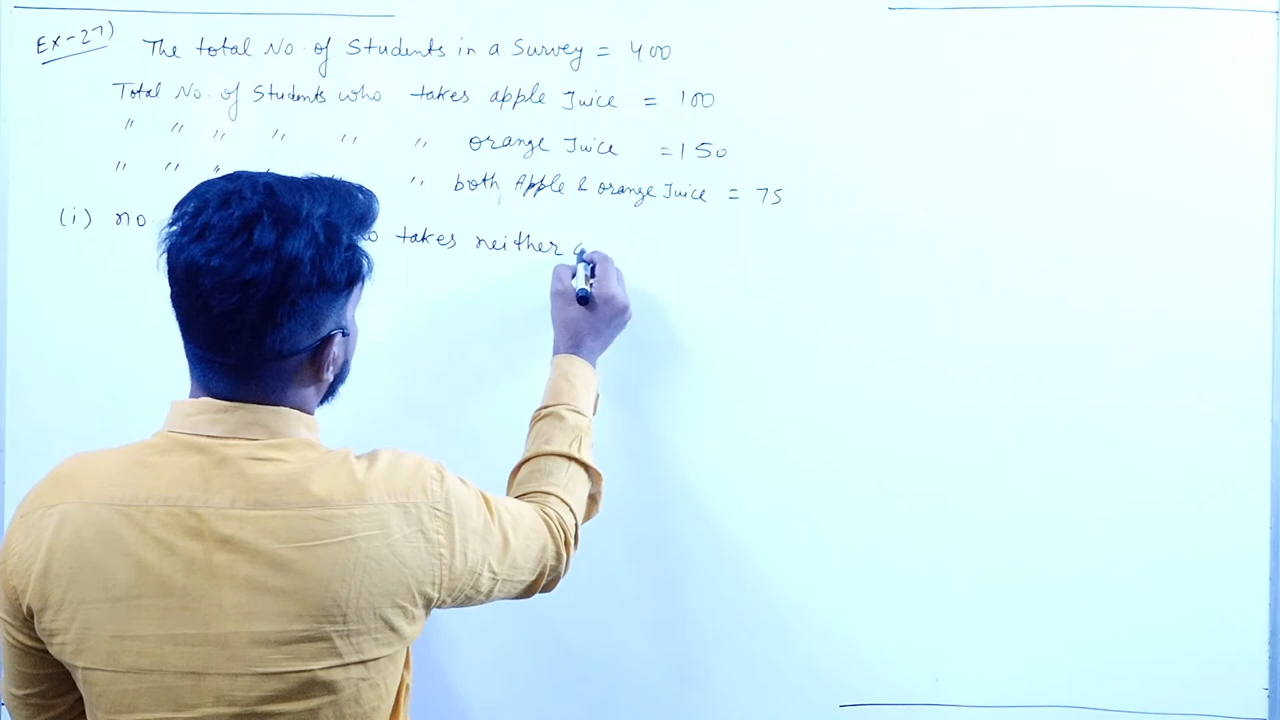 Ex-27)
The total No. of Students in a Survey = 400
Total No. of Students who takes apple Juice = 100
" " " " " " orange Juice = 150
" " " " both Apple & orange Juice = 75
(i) no. takes neither